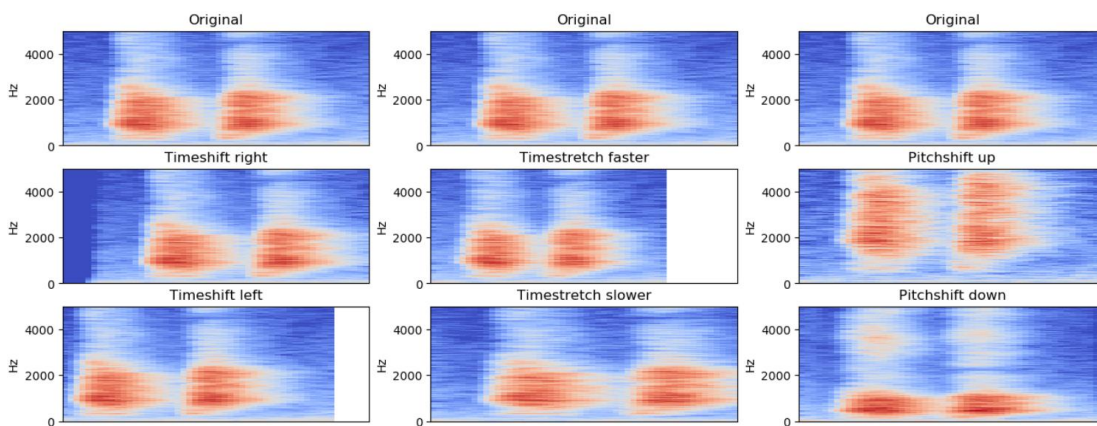 Original Original Original
4000 4000 4000
Hz Hz Hz
2000 2000 2000
0 0 0
Timeshift right Timestretch faster Pitchshift up
4000 4000 4000
Hz Hz Hz
2000 2000 2000
0 0 0
Timeshift left Timestretch slower Pitchshift down
4000 4000 4000
Hz Hz Hz
2000 2000 2000
0 0 0